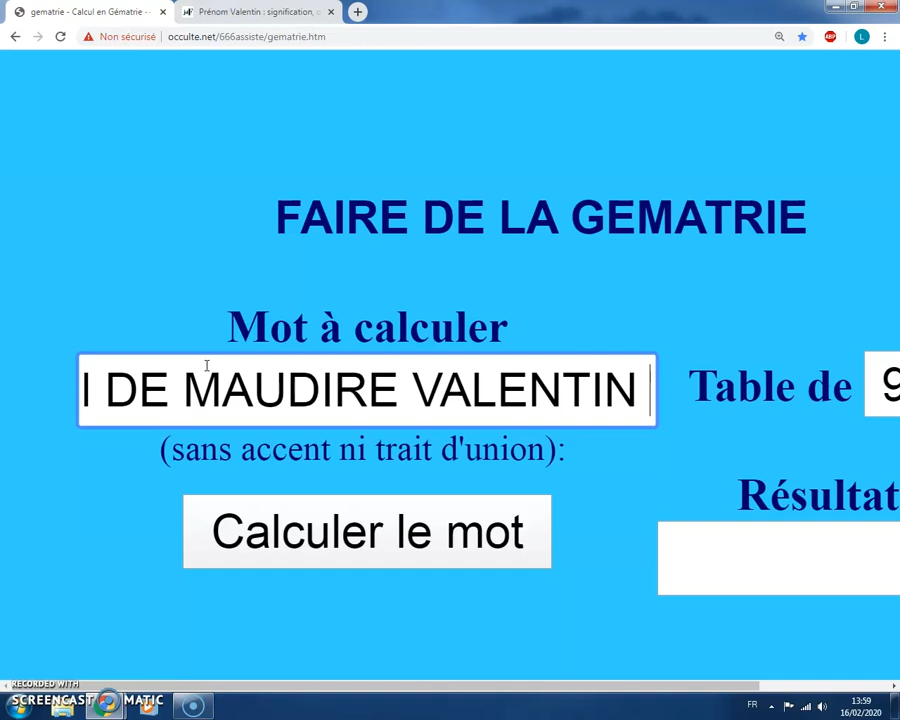 gematrie - Calcul en Gématrie -
Prénom Valentin : signification, o
Non sécurisé
occulte.net/666assiste/gematrie.htm
ABP
L
FAIRE DE LA GEMATRIE
Mot à calculer
I DE MAUDIRE VALENTIN
Table de 9
(sans accent ni trait d'union):
Résultat
Calculer le mot
RECORDED WITH
SCREENCAST MATIC
FR
13:59
16/02/2020